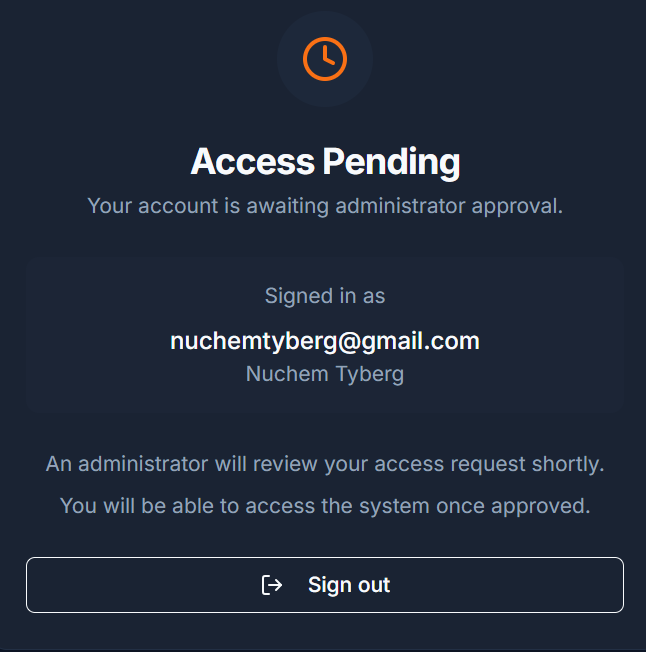 Access Pending
Your account is awaiting administrator approval.
Signed in as
nuchemtyberg@gmail.com
Nuchem Tyberg
An administrator will review your access request shortly.
You will be able to access the system once approved.
Sign out